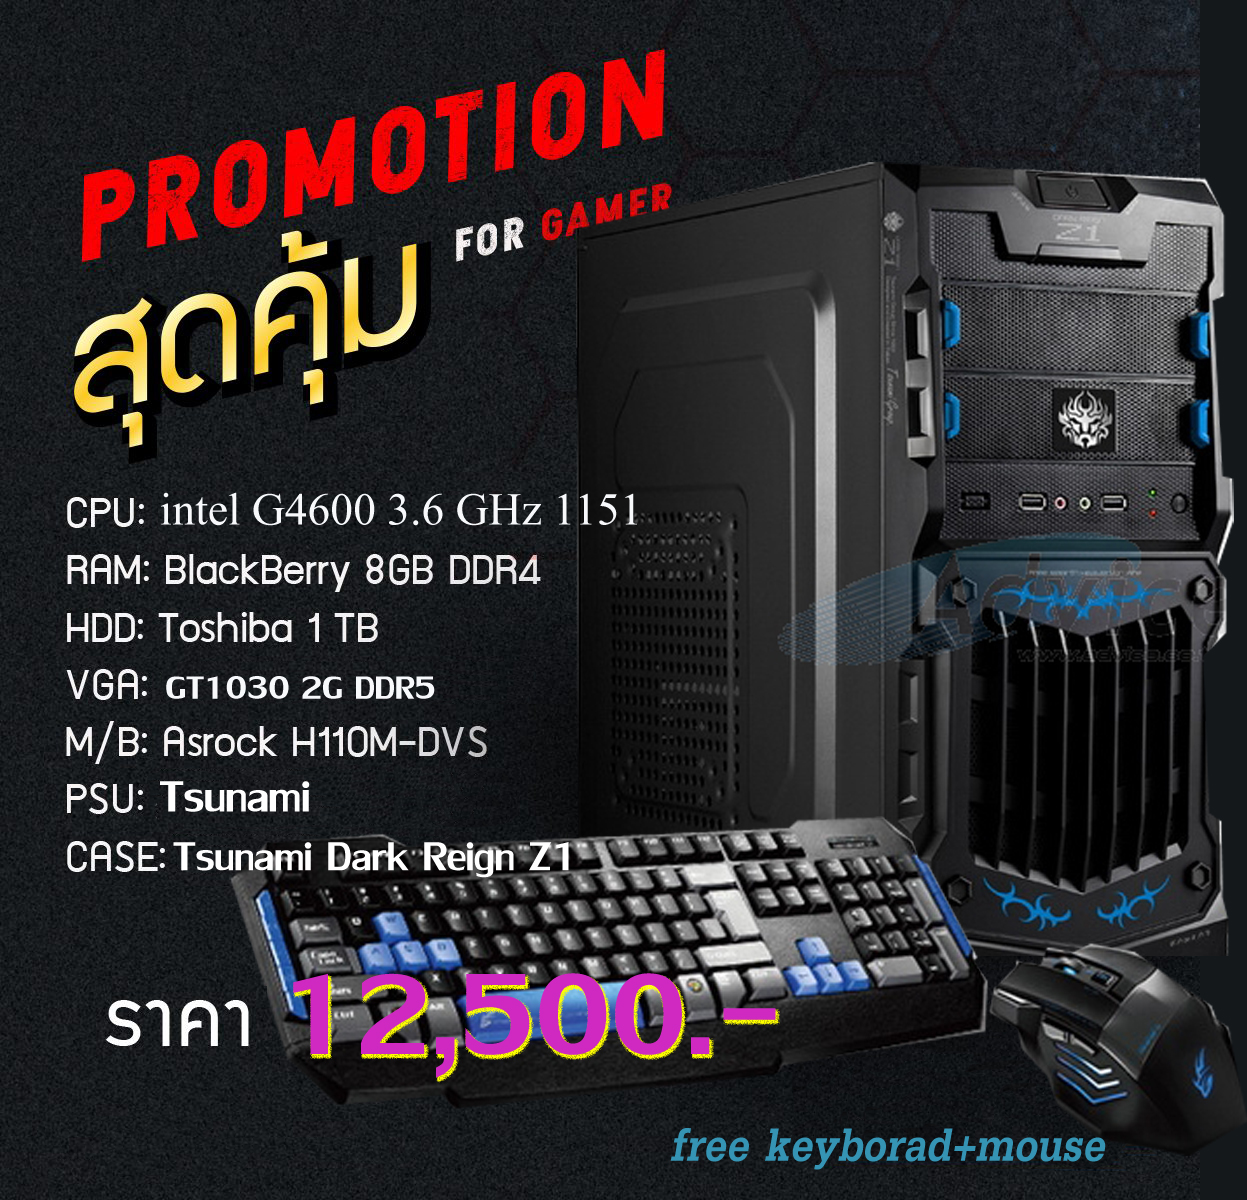 PROMOTION
FOR GAMER
สุดคุ้ม
CPU: intel G4600 3.6 GHz 1151
RAM: BlackBerry 8GB DDR4
HDD: Toshiba 1 TB
VGA: GT1030 2G DDR5
M/B: Asrock H110M-DVS
PSU: Tsunami
CASE: Tsunami Dark Reign Z1
ราคา 12,500.-
free keyborad+mouse
Z1
Advice